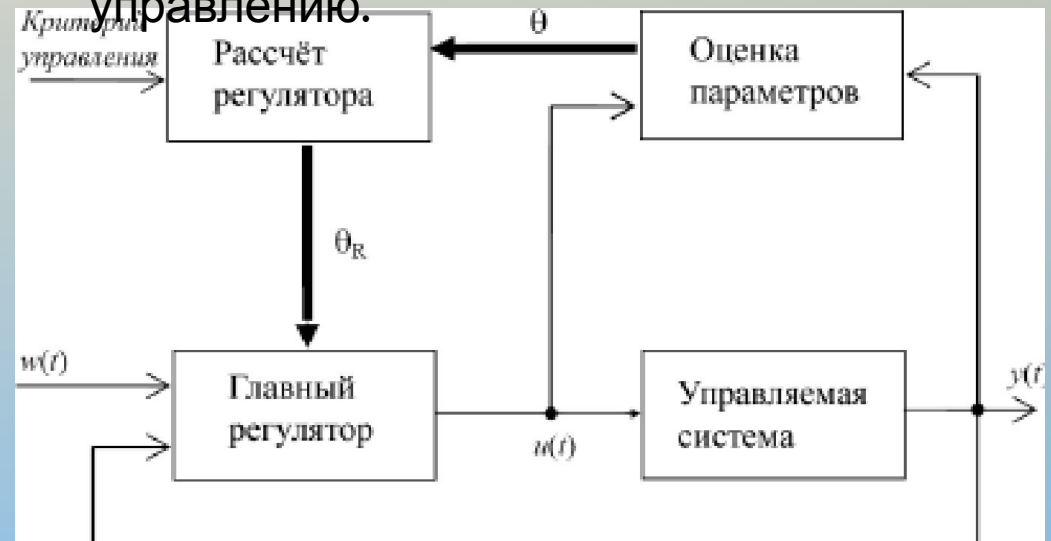 управлению.
Критерий
управления
Рассчёт
регулятора
θ
Оценка
параметров
θR
w(t)
Главный
регулятор
u(t)
Управляемая
система
y(t)